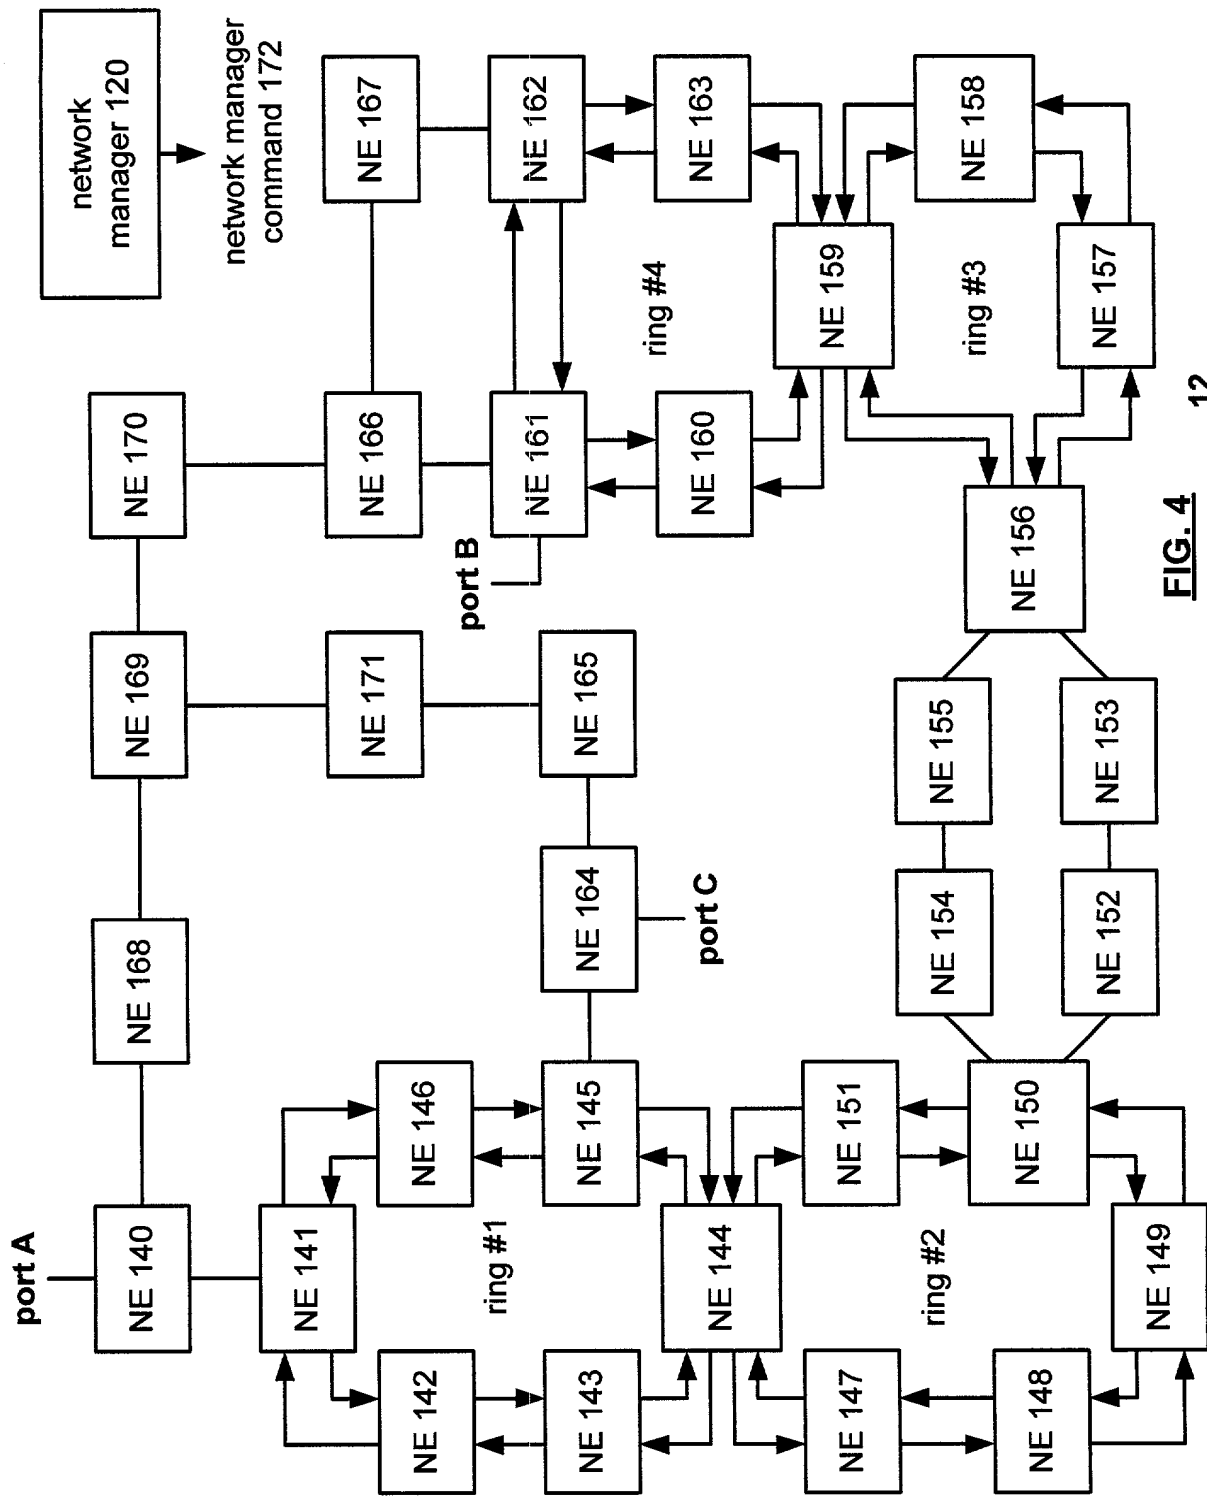 network
manager 120
network manager
command 172
port A
NE 140
NE 168
NE 169
NE 170
NE 141
NE 146
NE 142
ring #1
NE 145
NE 143
NE 164
port C
NE 165
NE 171
NE 166
NE 167
port B
NE 161
NE 162
ring #4
NE 160
NE 163
NE 144
NE 159
NE 147
NE 151
ring #2
NE 154
NE 155
ring #3
NE 158
NE 148
NE 150
NE 156
NE 149
NE 152
NE 153
NE 157
FIG. 4
12